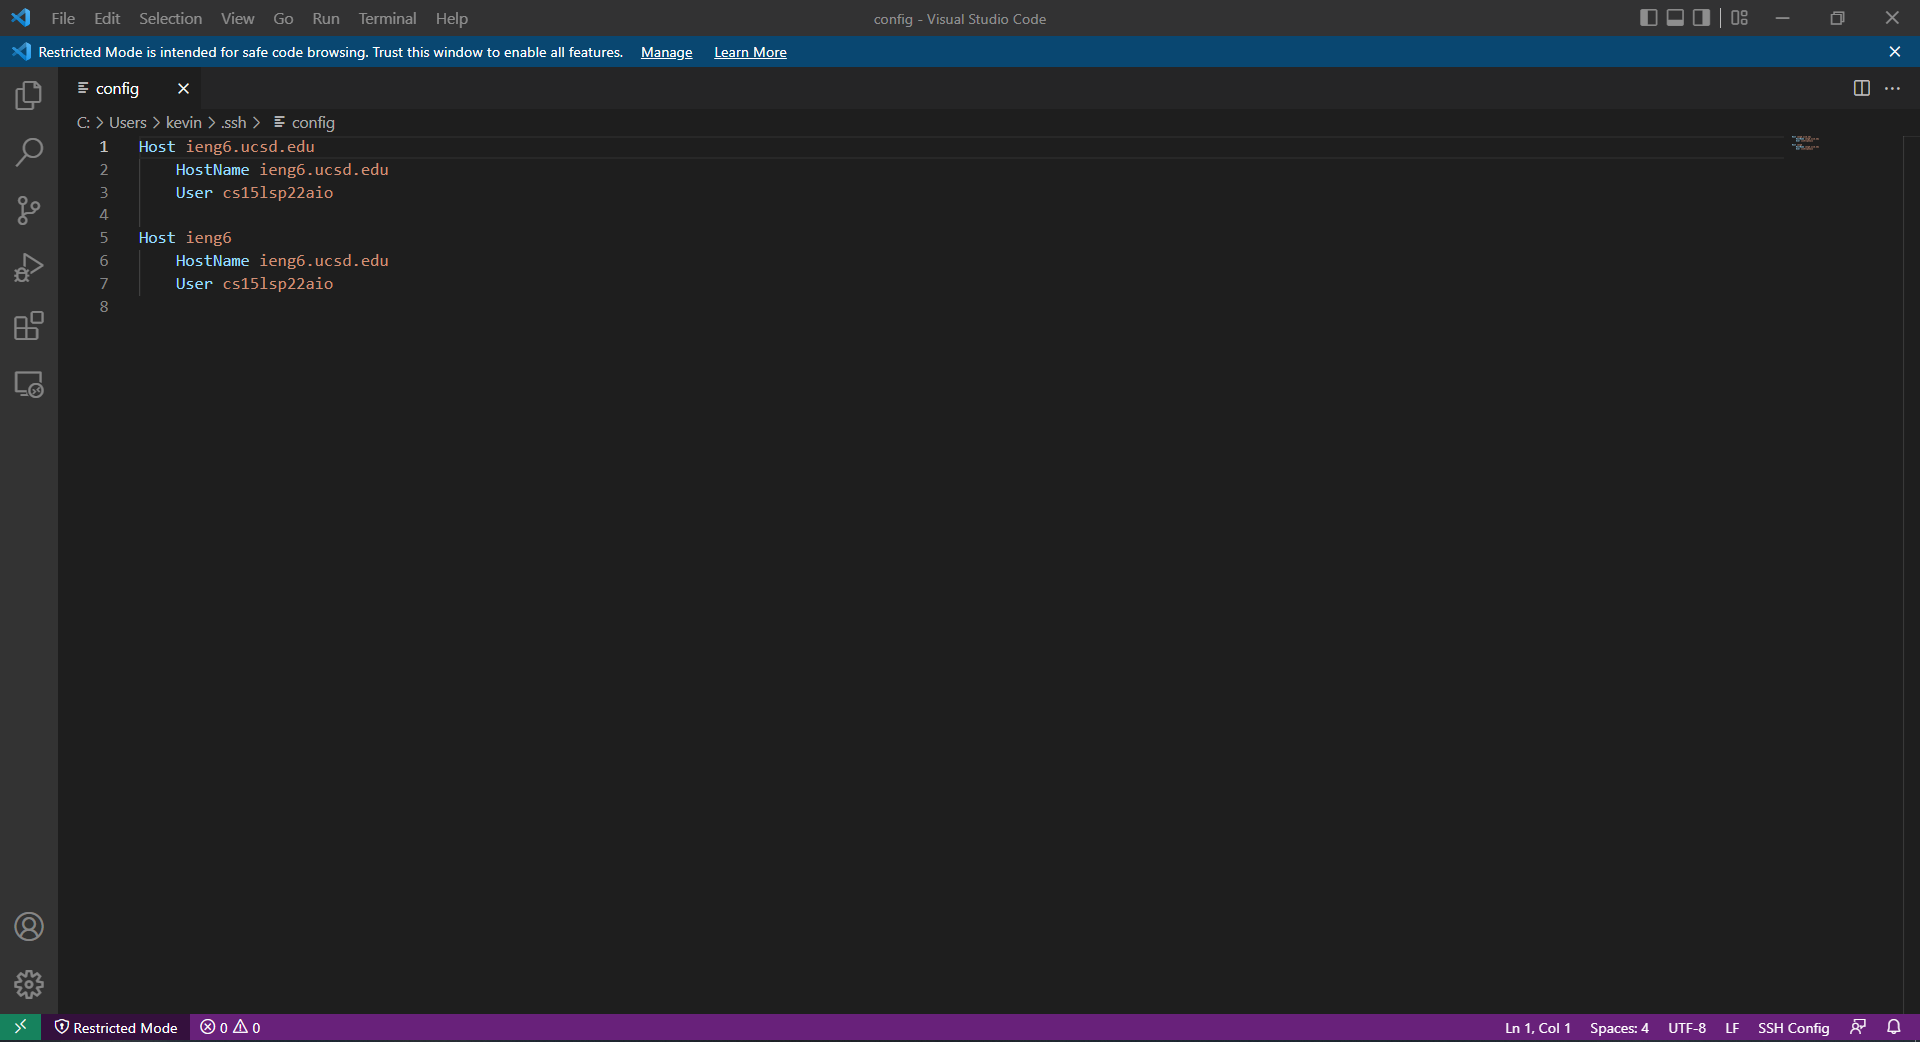 File Edit Selection View Go Run Terminal Help config - Visual Studio Code
Restricted Mode is intended for safe code browsing. Trust this window to enable all features. Manage Learn More
config
C: > Users > kevin > .ssh > config
1 Host ieng6.ucsd.edu
2 HostName ieng6.ucsd.edu
3 User cs15lsp22aio
4
5 Host ieng6
6 HostName ieng6.ucsd.edu
7 User cs15lsp22aio
8
Restricted Mode 0 0 Ln 1, Col 1 Spaces: 4 UTF-8 LF SSH Config